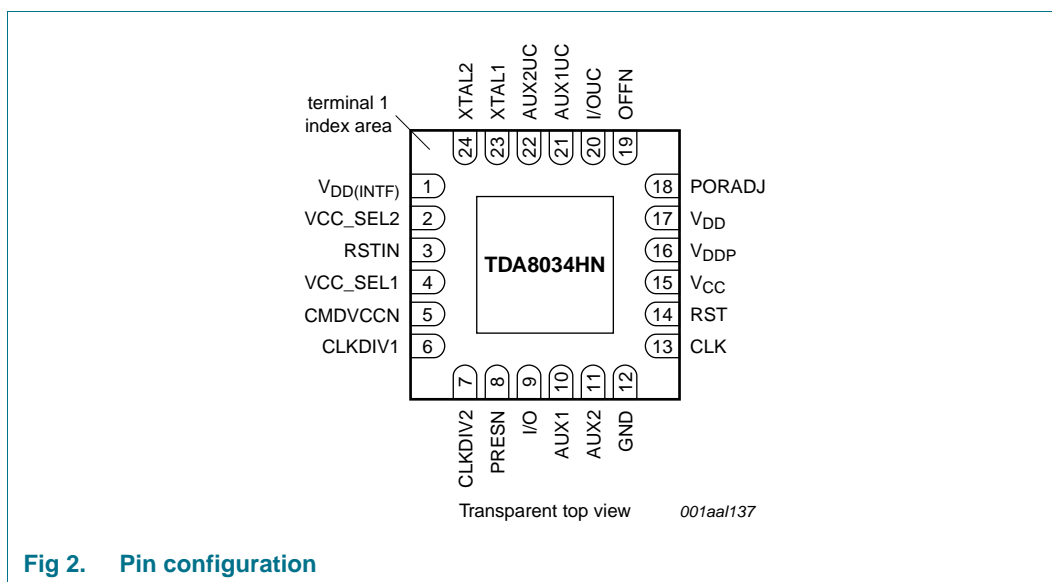 XTAL2
XTAL1
AUX2UC
AUX1UC
I/OUC
OFFN
terminal 1
index area
24 23 22 21 20 19
VDD(INTF) 1
VCC_SEL2 2
RSTIN 3
VCC_SEL1 4
CMDVCCN 5
CLKDIV1 6
TDA8034HN
18 PORADJ
17 VDD
16 VDDP
15 VCC
14 RST
13 CLK
7 8 9 10 11 12
CLKDIV2
PRESN
I/O
AUX1
AUX2
GND
Transparent top view 001aal137
Fig 2. Pin configuration